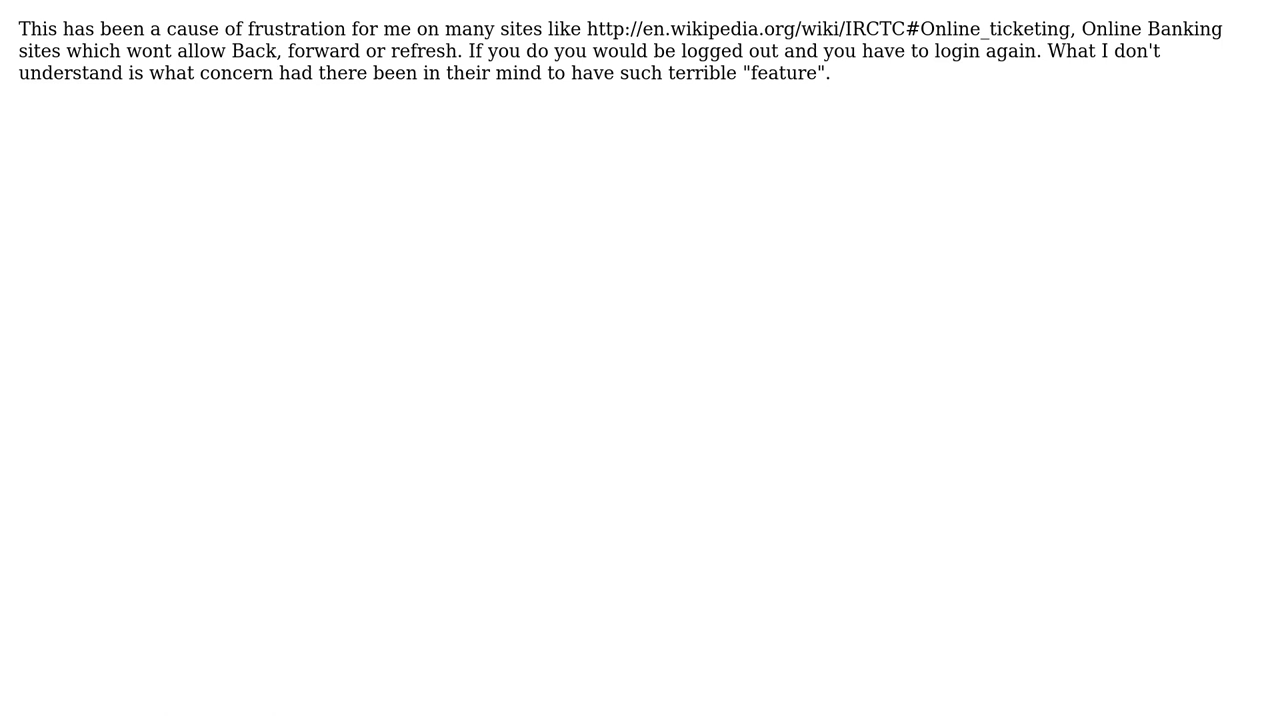 This has been a cause of frustration for me on many sites like http://en.wikipedia.org/wiki/IRCTC#Online_ticketing, Online Banking
sites which wont allow Back, forward or refresh. If you do you would be logged out and you have to login again. What I don't
understand is what concern had there been in their mind to have such terrible "feature".